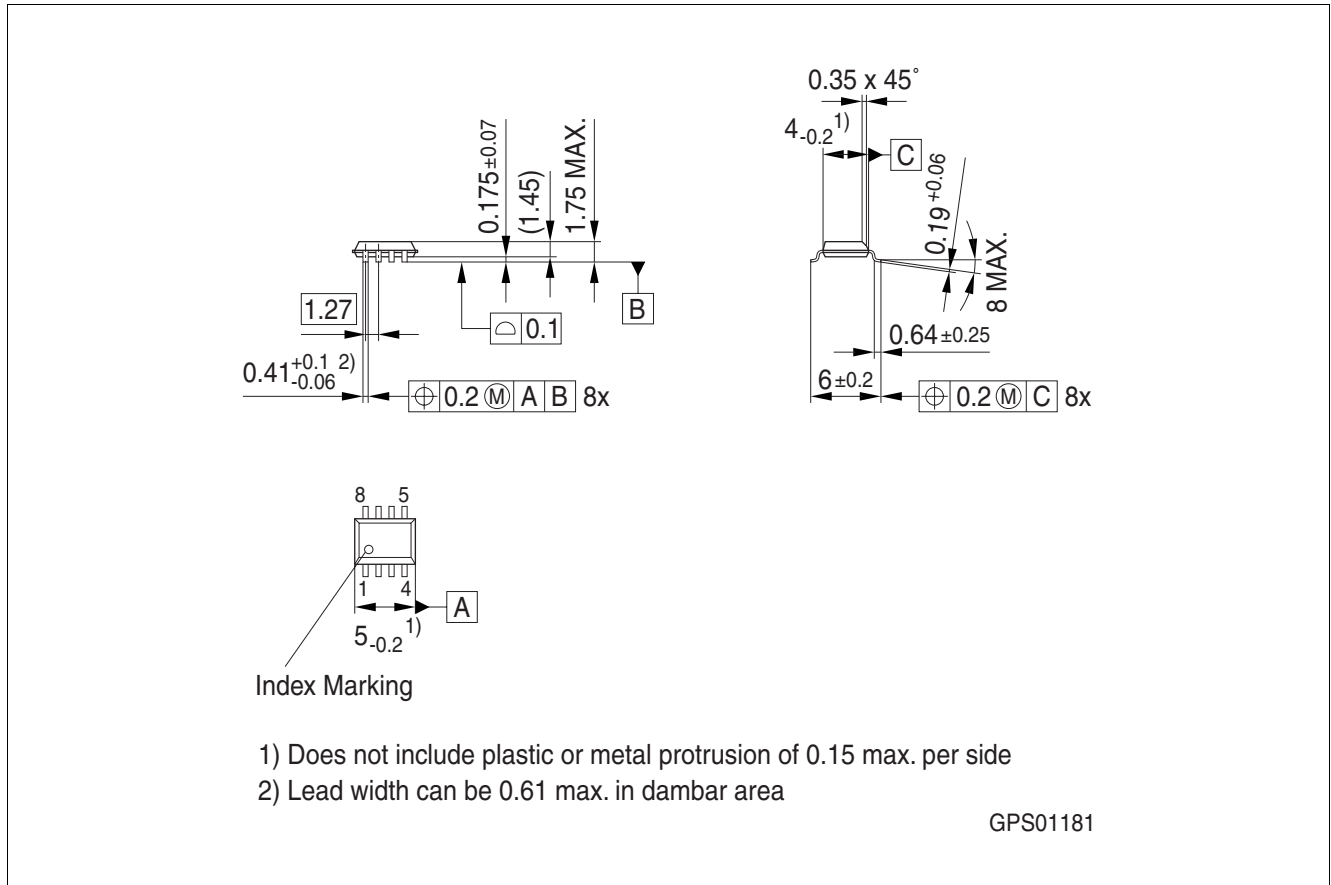 0.35 x 45°
4-0.2 1)
C
0.19 +0.06
8 MAX.
0.64±0.25
6±0.2
0.2 Ⓜ C 8x
0.175±0.07
(1.45)
1.75 MAX.
B
1.27
0.1
0.41 +0.1 -0.06 2)
0.2 Ⓜ A B 8x
8 5
1 4
A
5-0.2 1)
Index Marking
1) Does not include plastic or metal protrusion of 0.15 max. per side
2) Lead width can be 0.61 max. in dambar area
GPS01181